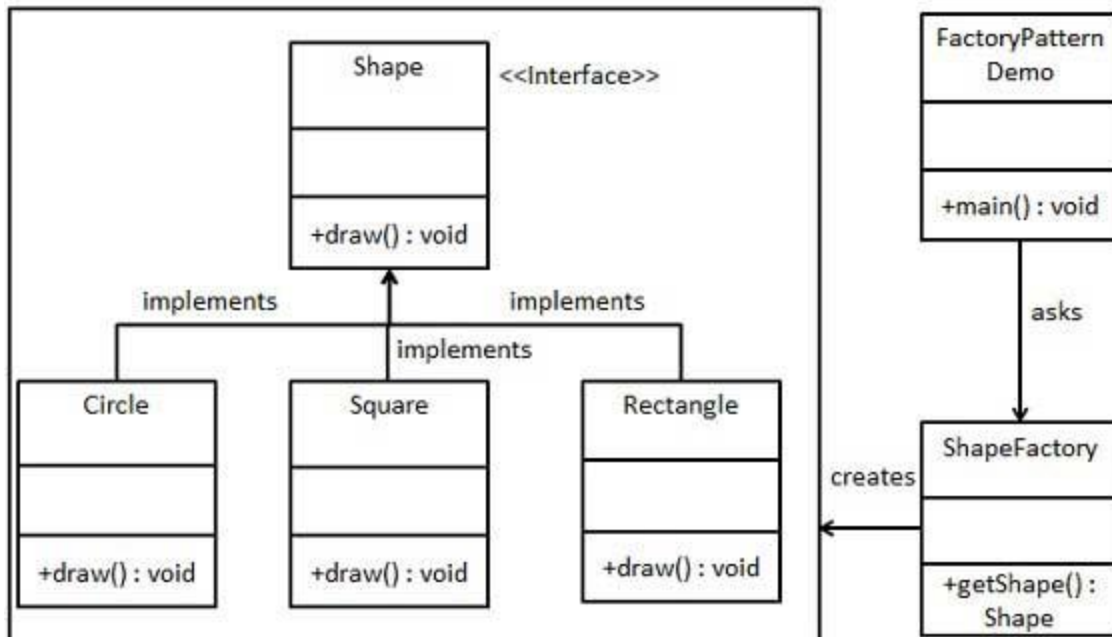 Shape
<<Interface>>
+draw() : void
implements
implements
implements
Circle
+draw() : void
Square
+draw() : void
Rectangle
+draw() : void
FactoryPattern
Demo
+main() : void
asks
ShapeFactory
creates
+getShape() :
Shape